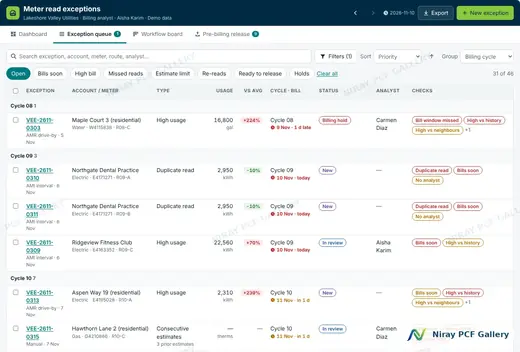 Meter read exceptions
Lakeshore Valley Utilities · Billing analyst · Aisha Karim · Demo data
2026-11-10
Export
+ New exception
Dashboard
Exception queue
Workflow board
Pre-billing release
Search exception, account, meter, route, analyst...
Filters (1)
Sort
Priority
Group
Billing cycle
Open
Bills soon
High bill
Missed reads
Estimate limit
Re-reads
Ready to release
Holds
Clear all
31 of 46
EXCEPTION
ACCOUNT / METER
TYPE
USAGE
VS AVG
CYCLE · BILL
STATUS
ANALYST
CHECKS
Cycle 08 1
VEE-2611-0303
AMR drive-by · 5 Nov
Maple Court 3 (residential)
Water · W4115836 · R08-C
High usage
16,800
gal
+224%
Cycle 08
9 Nov · 1 d late
Billing hold
Carmen Diaz
Bill window missed
High vs history
High vs neighbours
+1
Cycle 09 3
VEE-2611-0310
AMI interval · 6 Nov
Northgate Dental Practice
Electric · E4171271 · R09-A
Duplicate read
2,950
kWh
-10%
Cycle 09
10 Nov · today
New
—
Duplicate read
Bills soon
No analyst
VEE-2611-0311
AMI interval · 6 Nov
Northgate Dental Practice
Electric · E4171271 · R09-B
Duplicate read
2,950
kWh
-10%
Cycle 09
10 Nov · today
New
—
Duplicate read
Bills soon
No analyst
VEE-2611-0309
AMI interval · 6 Nov
Ridgeview Fitness Club
Electric · E4163352 · R09-C
High usage
22,560
kWh
+75%
Cycle 09
10 Nov · today
In review
Aisha Karim
Bills soon
High vs history
Cycle 10 7
VEE-2611-0313
AMR drive-by · 7 Nov
Aspen Way 19 (residential)
Electric · E4195028 · R10-A
High usage
2,310
kWh
+239%
Cycle 10
11 Nov · in 1 d
New
—
Bills soon
High vs history
High vs neighbours
+1
VEE-2611-0315
Manual · 7 Nov
Hawthorn Lane 2 (residential)
Gas · G4210866 · R10-C
Consecutive estimates
3 prior estimates
—
therms
—
Cycle 10
11 Nov · in 1 d
In review
Carmen Diaz
Niray PCF Gallery